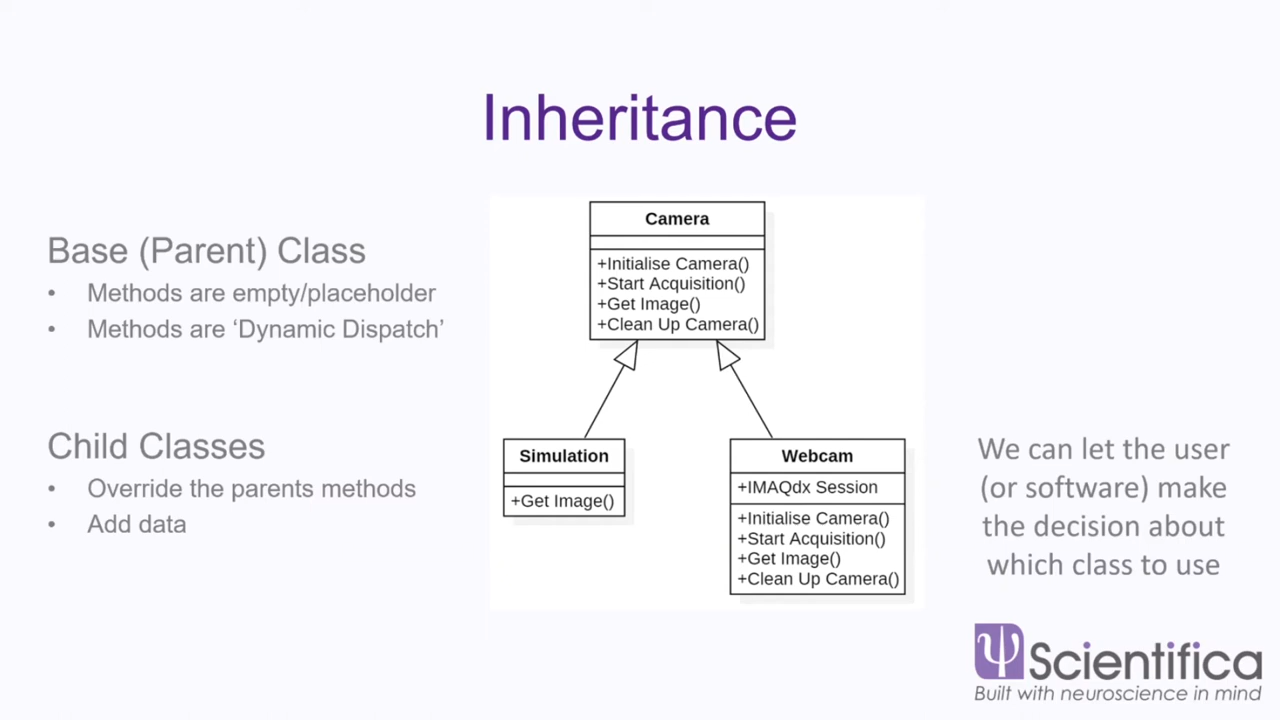 Inheritance
Base (Parent) Class
• Methods are empty/placeholder
• Methods are ‘Dynamic Dispatch’
Child Classes
• Override the parents methods
• Add data
Camera
+Initialise Camera()
+Start Acquisition()
+Get Image()
+Clean Up Camera()
Simulation
+Get Image()
Webcam
+IMAQdx Session
+Initialise Camera()
+Start Acquisition()
+Get Image()
+Clean Up Camera()
We can let the user
(or software) make
the decision about
which class to use
Scientifica
Built with neuroscience in mind